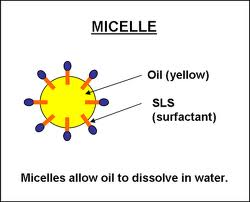 MICELLE
Oil (yellow)
SLS
(surfactant)
Micelles allow oil to dissolve in water.